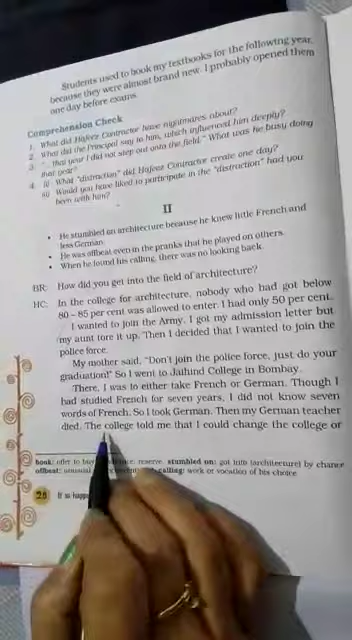 Students used to book my textbooks for the following year,
because they were almost brand new. I probably opened them
one day before exams.
Comprehension Check
1. What did Hafeez Contractor have nightmares about?
2. What did the Principal say to him, which influenced him deeply?
3. "... that year I did not step out onto the field." What was he busy doing
that year?
4. (i) What "distraction" did Hafeez Contractor create one day?
(ii) Would you have liked to participate in the "distraction" had you
been with him?
II
• He stumbled on architecture because he knew little French and
less German.
• He was offbeat even in the pranks that he played on others.
• When he found his calling, there was no looking back.
BR: How did you get into the field of architecture?
HC: In the college for architecture, nobody who had got below
80 – 85 per cent was allowed to enter. I had only 50 per cent.
I wanted to join the Army. I got my admission letter but
my aunt tore it up. Then I decided that I wanted to join the
police force.
My mother said, "Don't join the police force, just do your
graduation!" So I went to Jaihind College in Bombay.
There, I was to either take French or German. Though I
had studied French for seven years, I did not know seven
words of French. So I took German. Then my German teacher
died. The college told me that I could change the college or
book: offer to buy reserve stumbled on: got into (architecture) by chance
offbeat: unusual calling: work or vocation of his choice
28 It so happe